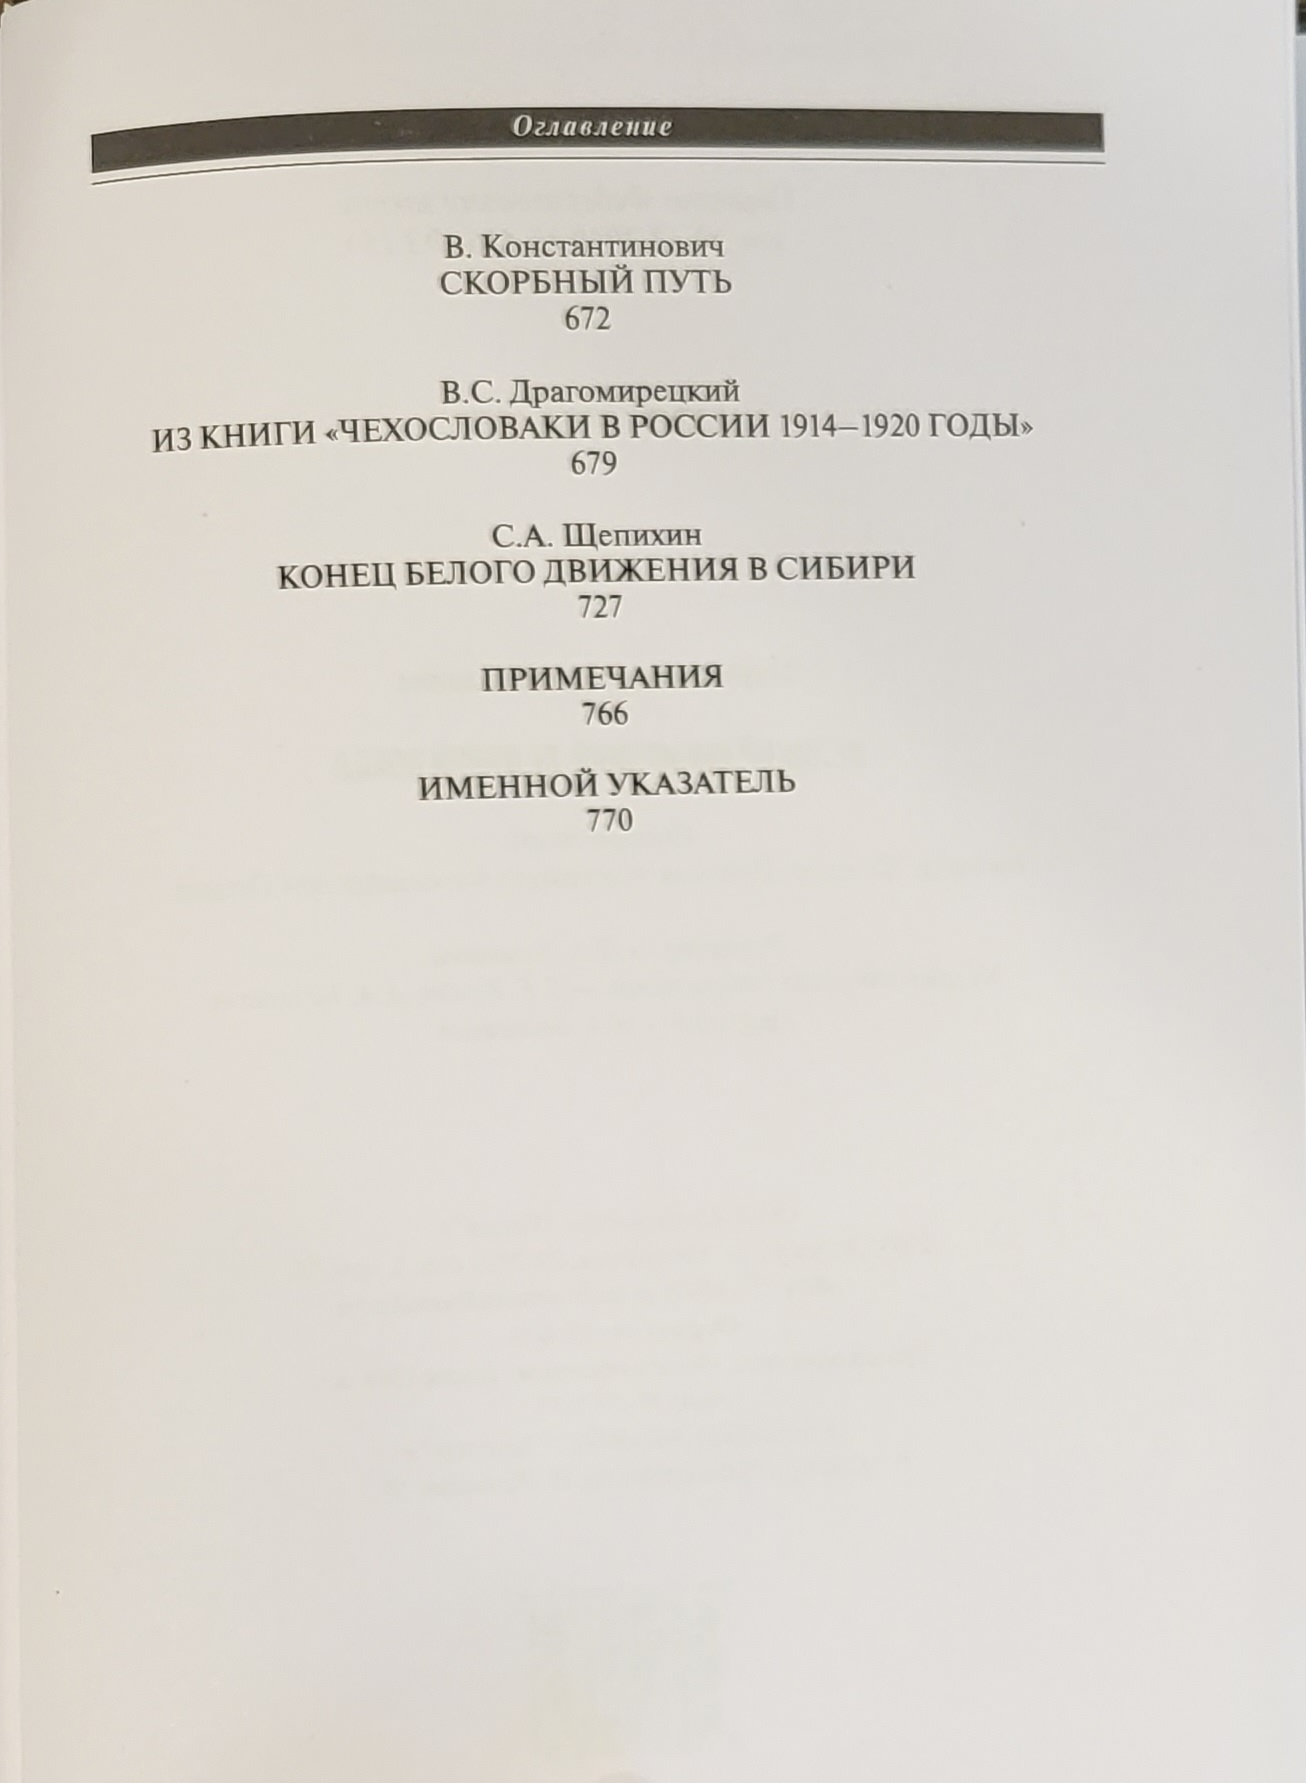 Оглавление
В. Константинович
СКОРБНЫЙ ПУТЬ
672
В.С. Драгомирецкий
ИЗ КНИГИ «ЧЕХОСЛОВАКИ В РОССИИ 1914–1920 ГОДЫ»
679
С.А. Щепихин
КОНЕЦ БЕЛОГО ДВИЖЕНИЯ В СИБИРИ
727
ПРИМЕЧАНИЯ
766
ИМЕННОЙ УКАЗАТЕЛЬ
770